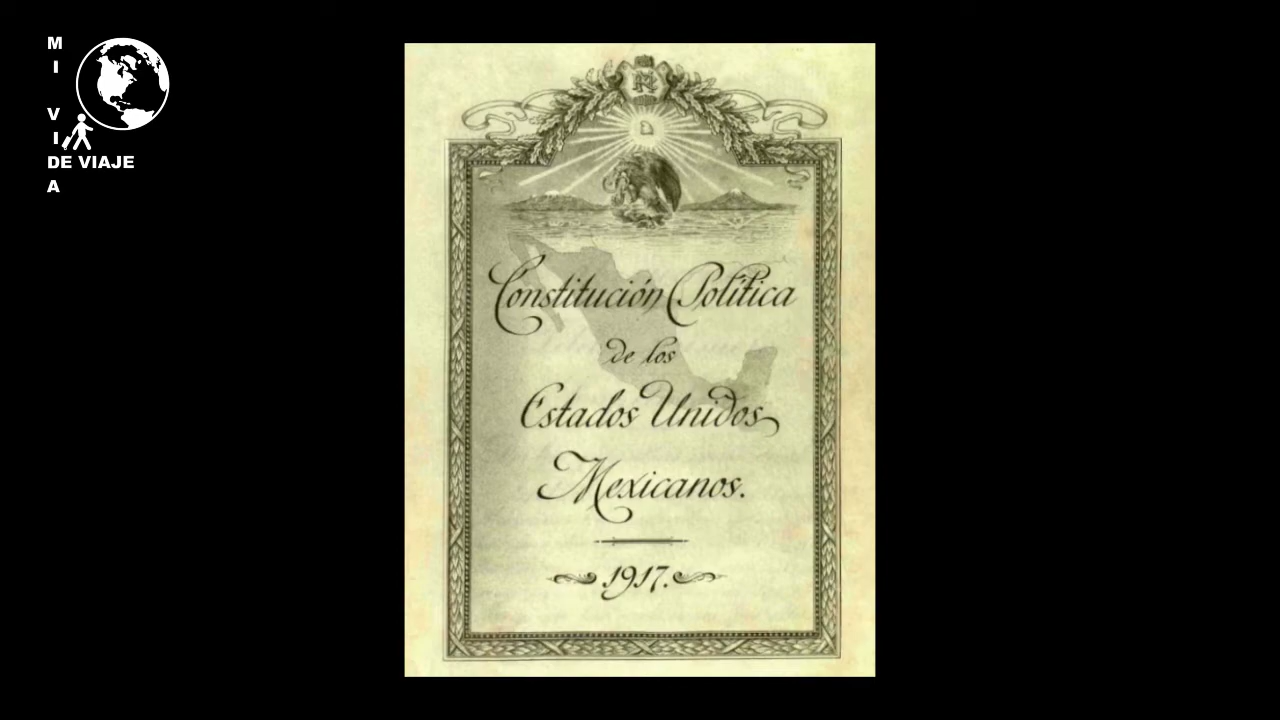 MI VIDA
DE VIAJE
Constitución Política
de los
Estados Unidos
Mexicanos.
1917.